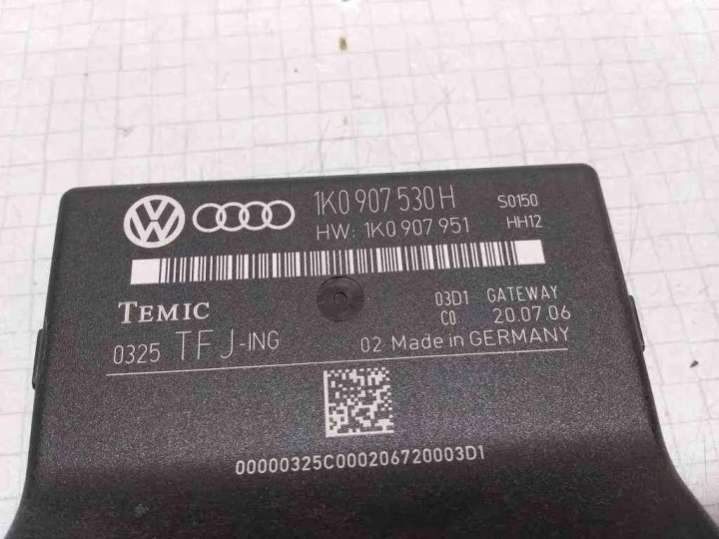 1K0 907 530 H S0150
HW: 1K0 907 951 HH12
TEMIC 03D1 GATEWAY
C0 20.07.06
0325 TFJ-ING 02 Made in GERMANY
00000325C000206720003D1